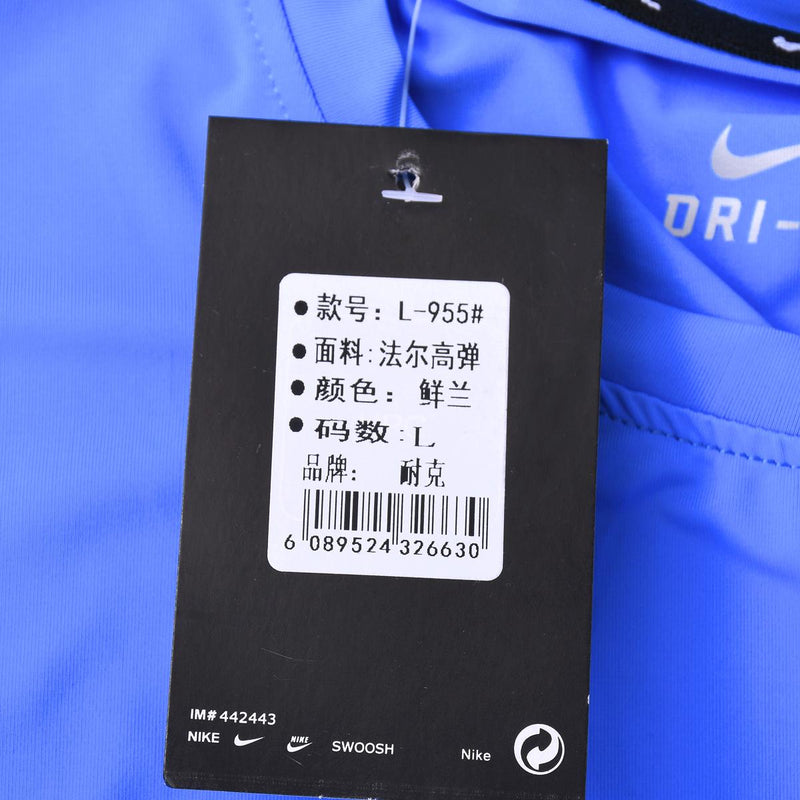 DRI-
● 款号: L-955#
● 面料:法尔高弹
● 颜色: 鲜兰
● 码数:L
品牌: 耐克
6 089524 326630
IM# 442443
NIKE NIKE SWOOSH Nike